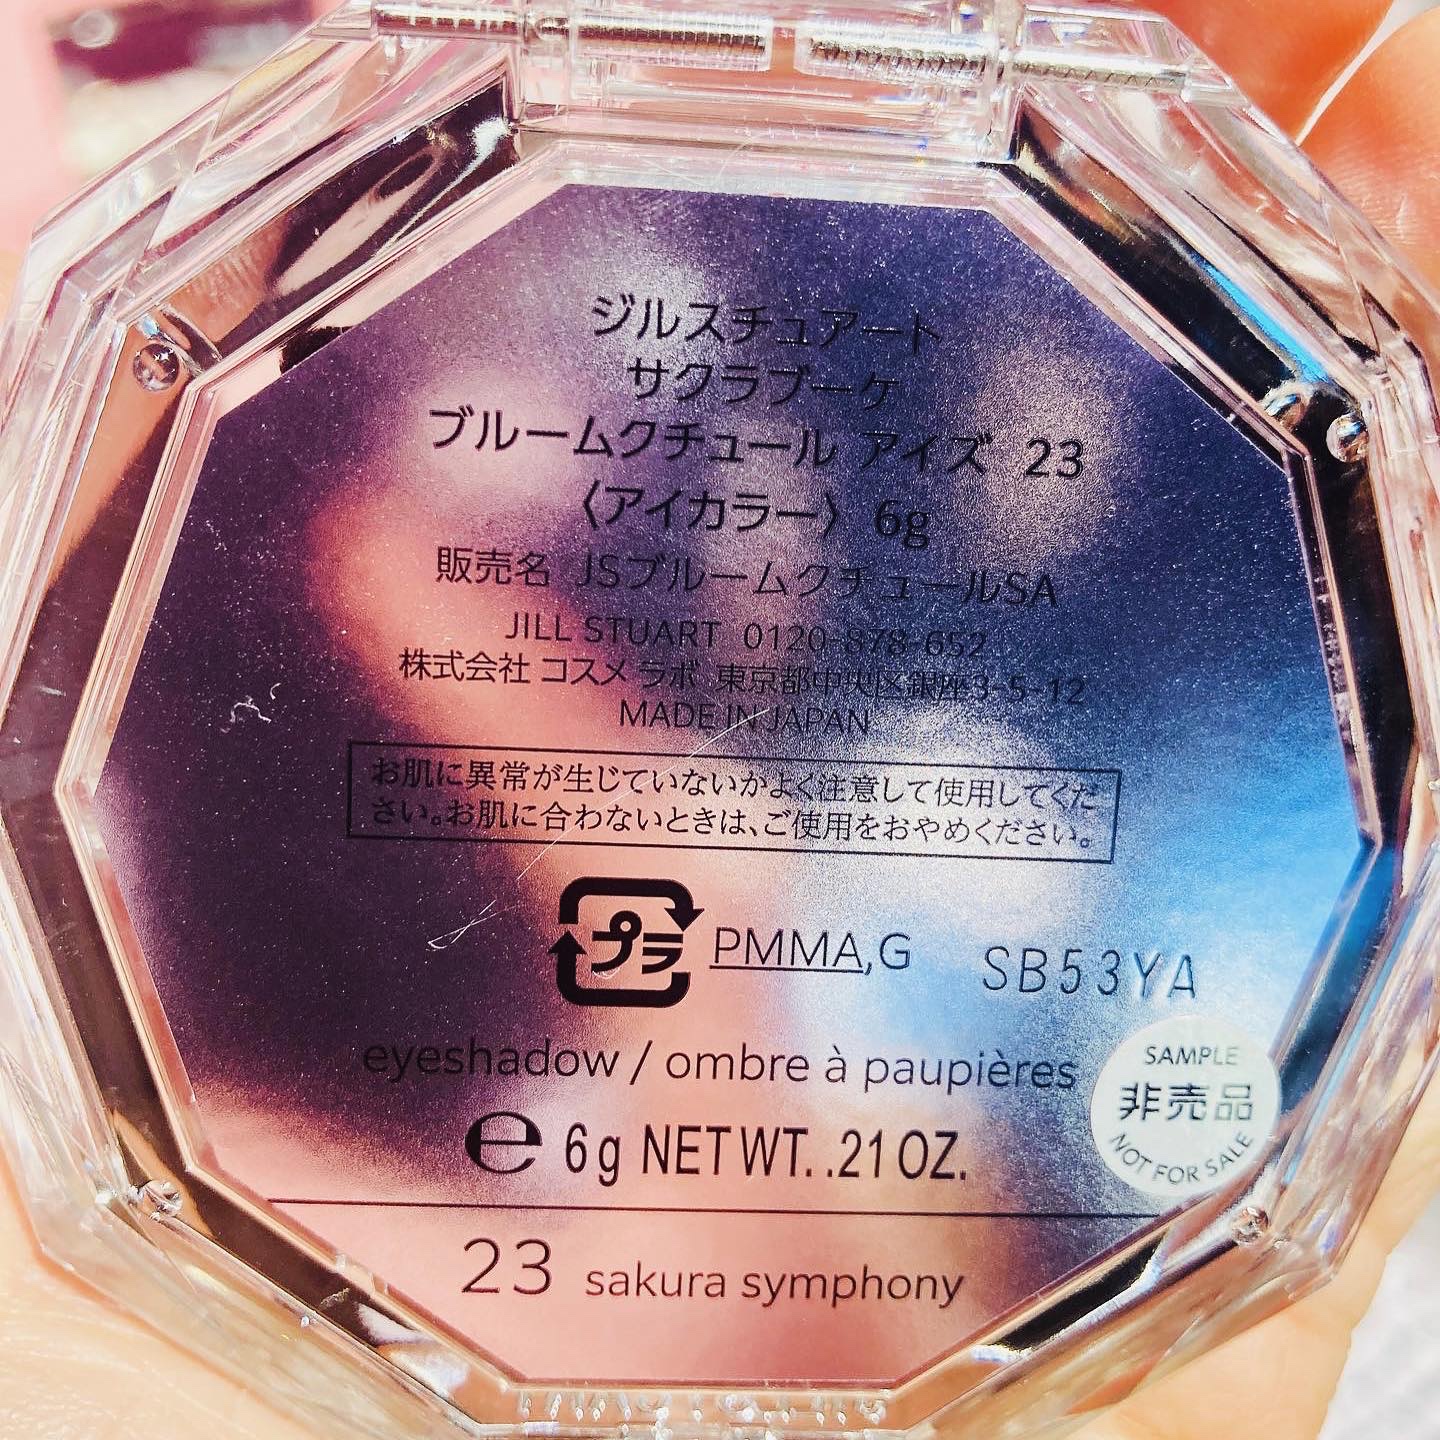 ジルスチュアート
サクラブーケ
ブルームクチュール アイズ 23
〈アイカラー〉 6g
販売名 JSブルームクチュールSA
JILL STUART 0120-878-652
株式会社 コスメ ラボ 東京都中央区銀座3-5-12
MADE IN JAPAN
お肌に異常が生じていないかよく注意して使用してくだ
さい。お肌に合わないときは、ご使用をおやめください。
プラ PMMA,G SB53YA
eyeshadow / ombre à paupières
SAMPLE
非売品
NOT FOR SALE
℮ 6g NET WT. .21 OZ.
23 sakura symphony